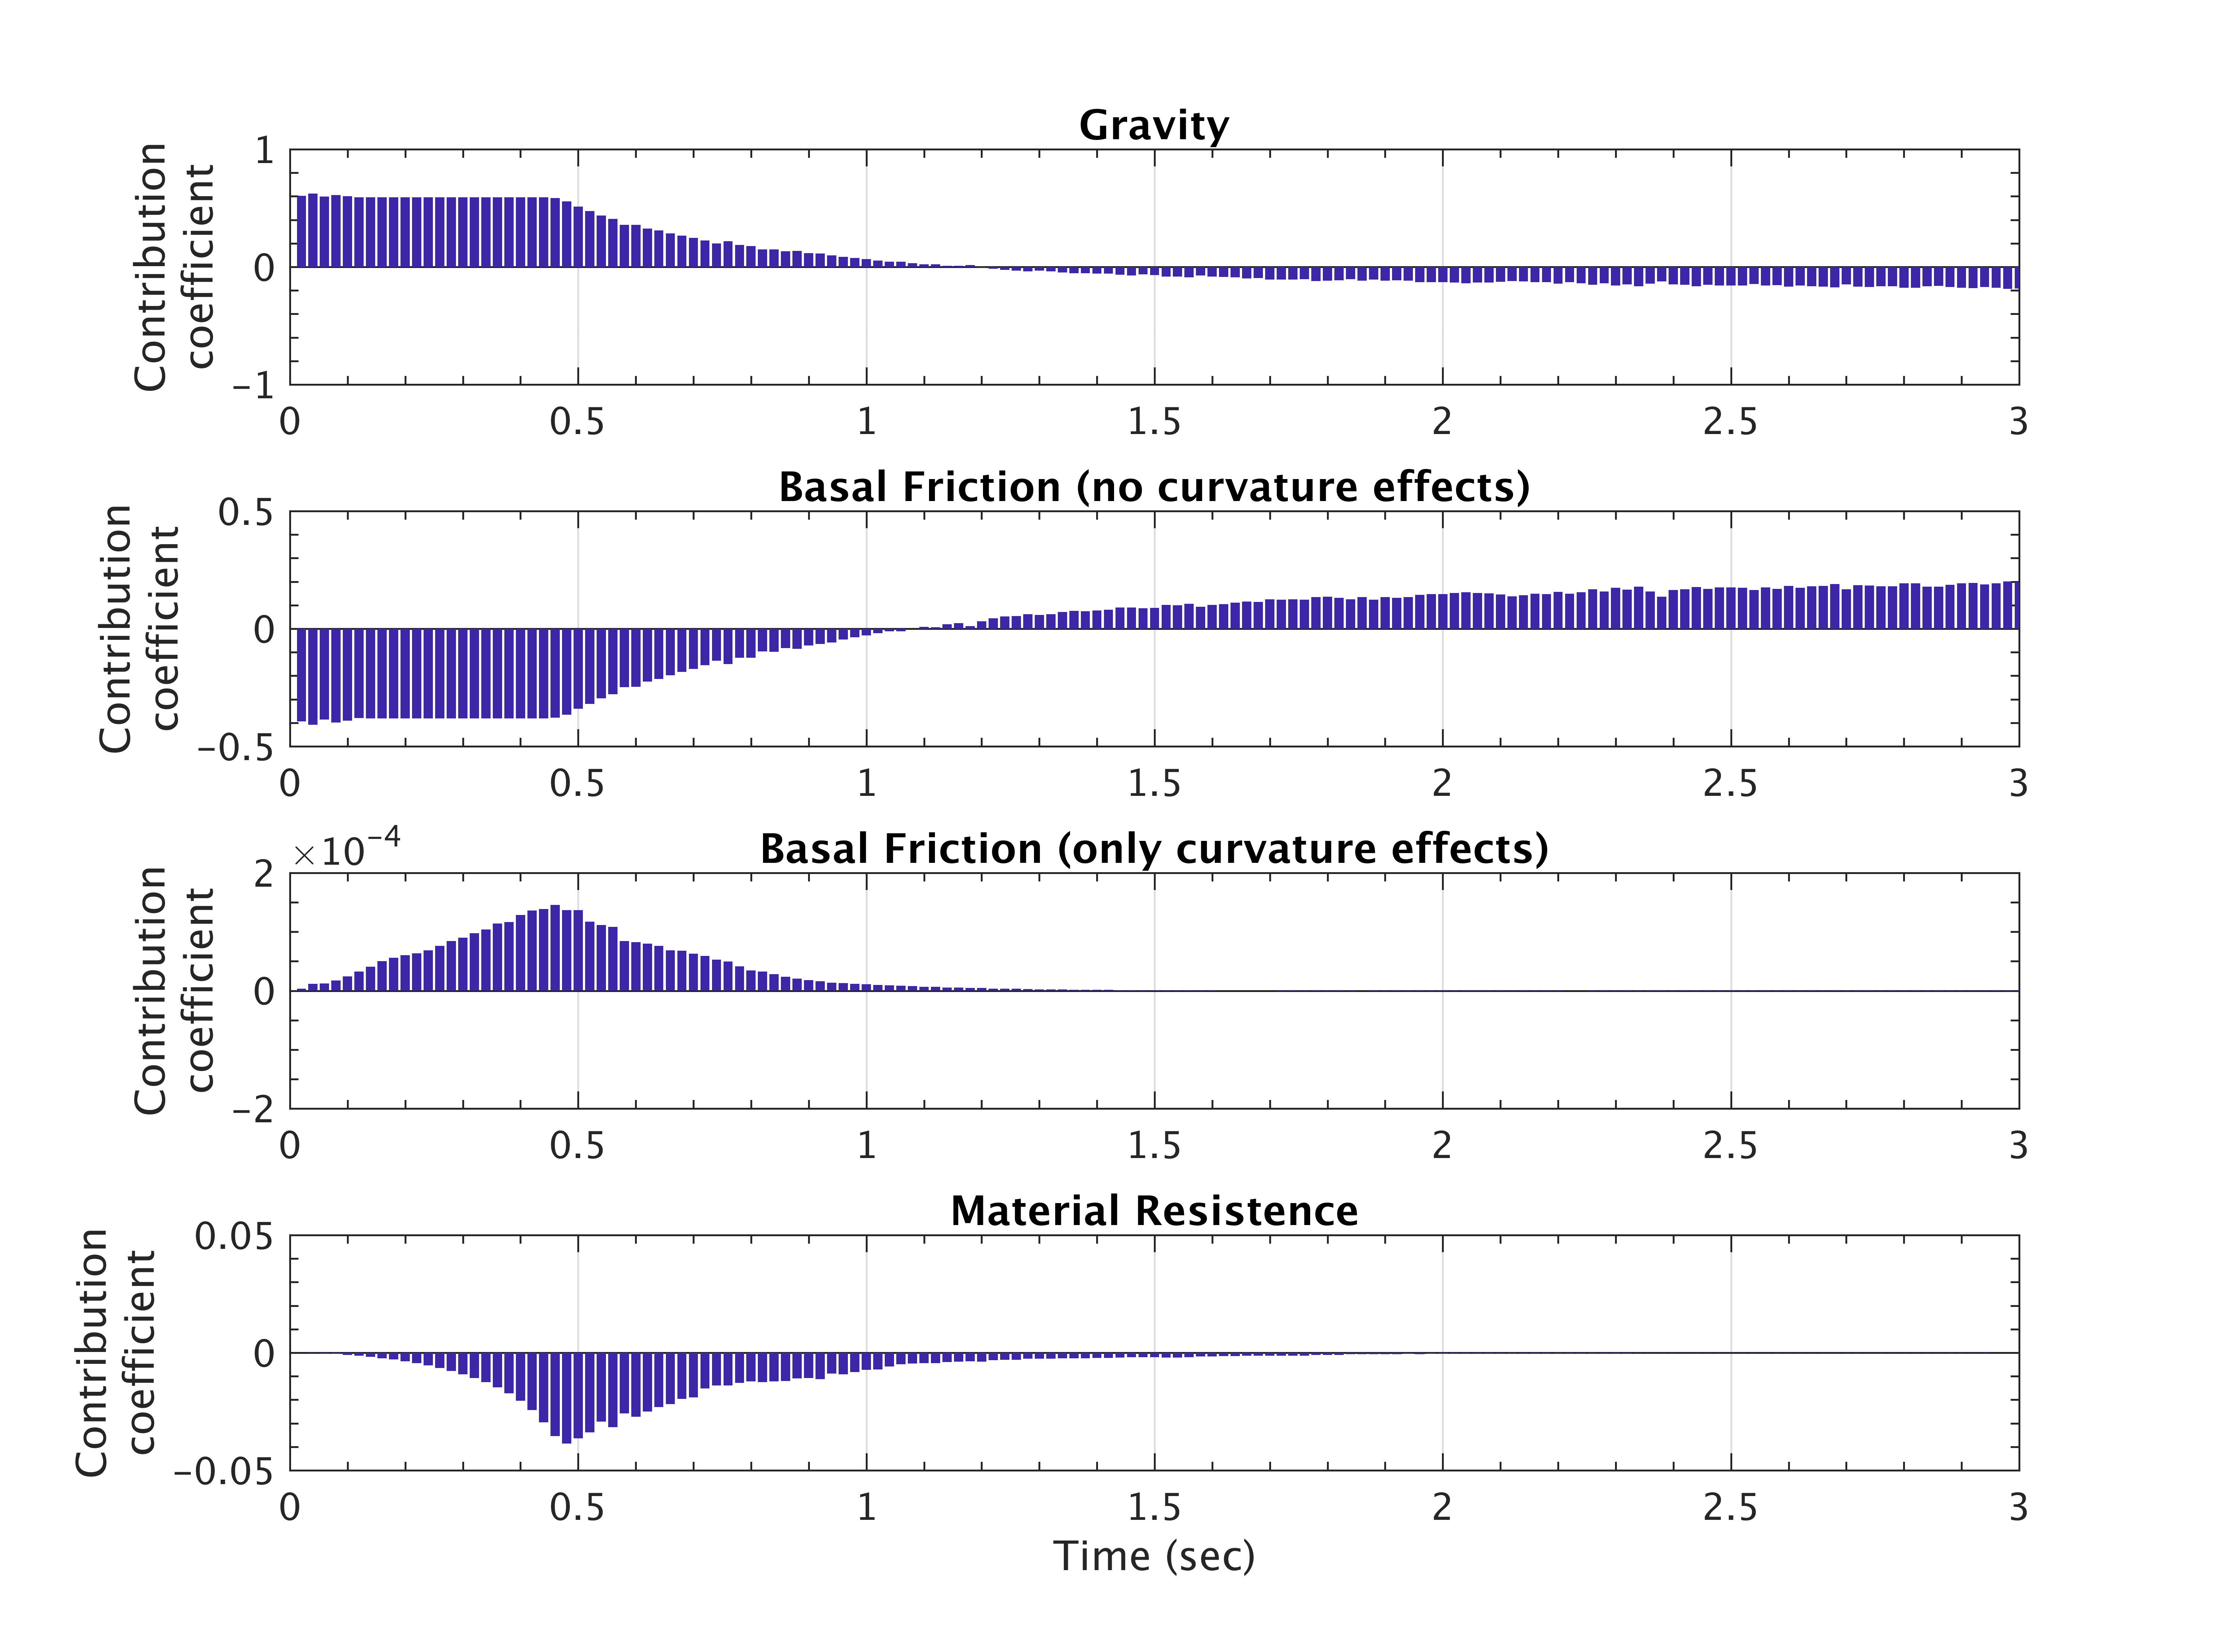 Gravity
Contribution
coefficient
1
0
−1
0 0.5 1 1.5 2 2.5 3
Basal Friction (no curvature effects)
Contribution
coefficient
0.5
0
−0.5
0 0.5 1 1.5 2 2.5 3
×10⁻⁴
Basal Friction (only curvature effects)
Contribution
coefficient
2
0
−2
0 0.5 1 1.5 2 2.5 3
Material Resistence
Contribution
coefficient
0.05
0
−0.05
0 0.5 1 1.5 2 2.5 3
Time (sec)